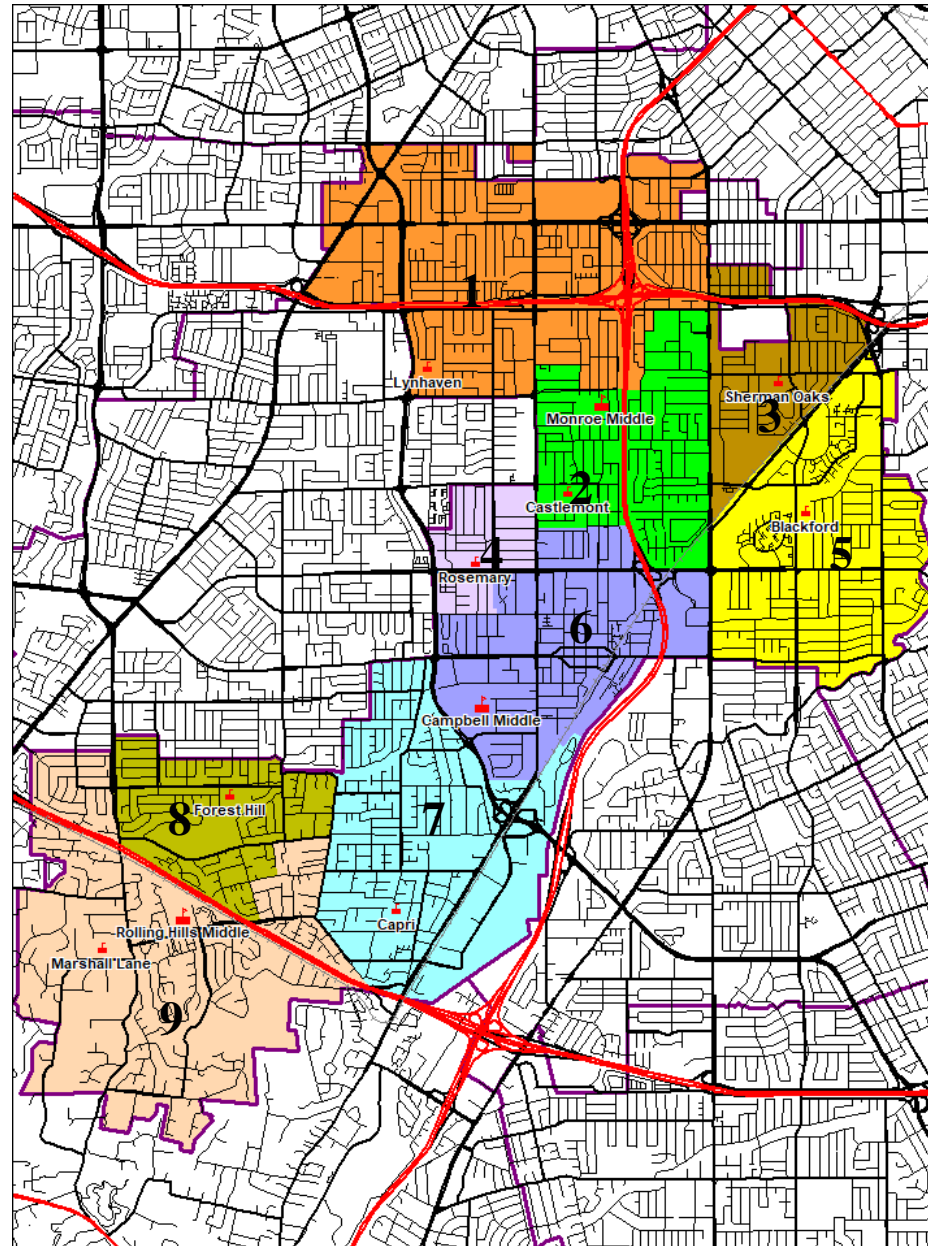 1
Lynhaven
Sherman Oaks
3
Monroe Middle
2
Castlemont
Blackford
5
4
Rosemary
6
Campbell Middle
7
Forest Hill
8
Capri
Rolling Hills Middle
Marshall Lane
9